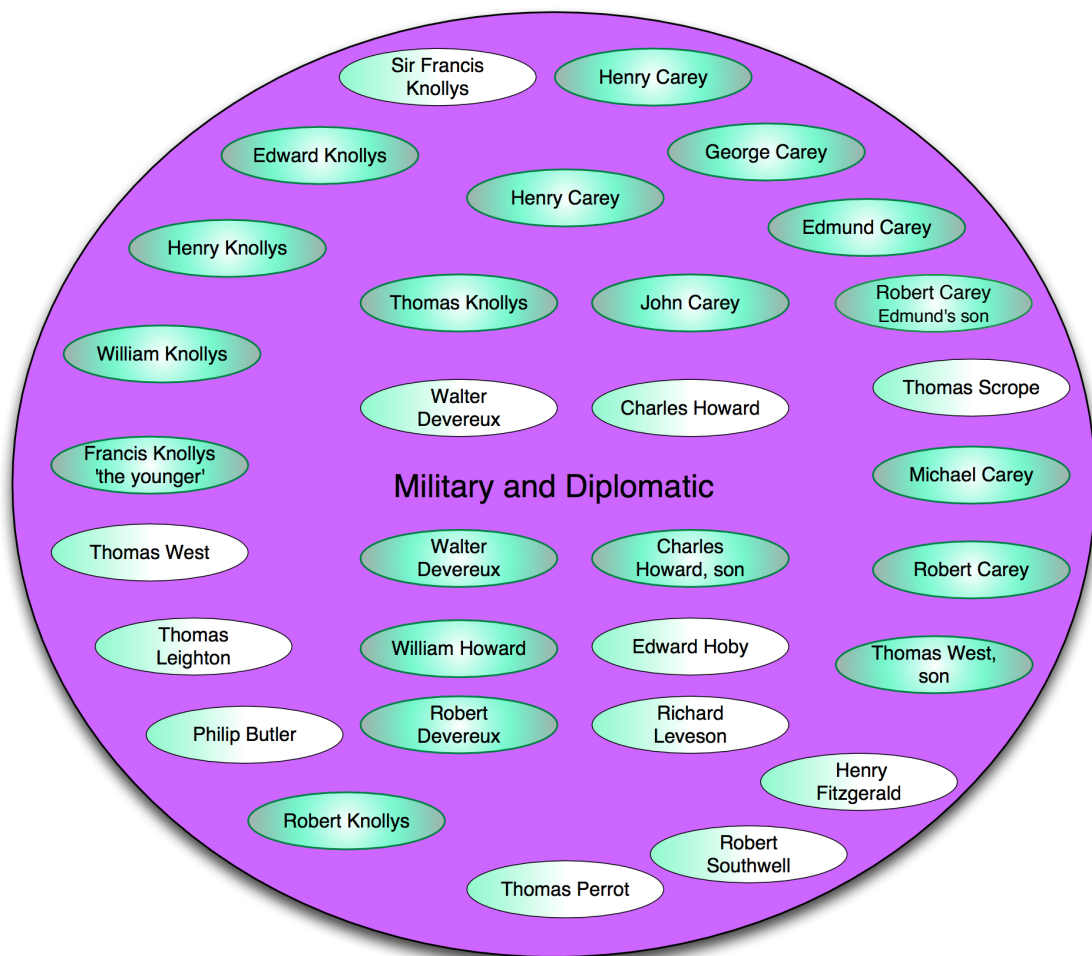 Sir Francis
Knollys
Henry Carey
Edward Knollys
George Carey
Henry Carey
Henry Knollys
Edmund Carey
Thomas Knollys
John Carey
Robert Carey
Edmund's son
William Knollys
Walter
Devereux
Charles Howard
Thomas Scrope
Francis Knollys
'the younger'
Michael Carey
Military and Diplomatic
Thomas West
Walter
Devereux
Charles
Howard, son
Robert Carey
Thomas
Leighton
William Howard
Edward Hoby
Thomas West,
son
Philip Butler
Robert
Devereux
Richard
Leveson
Henry
Fitzgerald
Robert Knollys
Robert
Southwell
Thomas Perrot